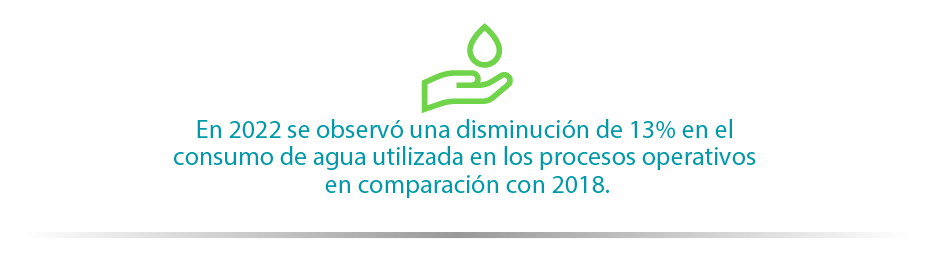 En 2022 se observó una disminución de 13% en el
consumo de agua utilizada en los procesos operativos
en comparación con 2018.